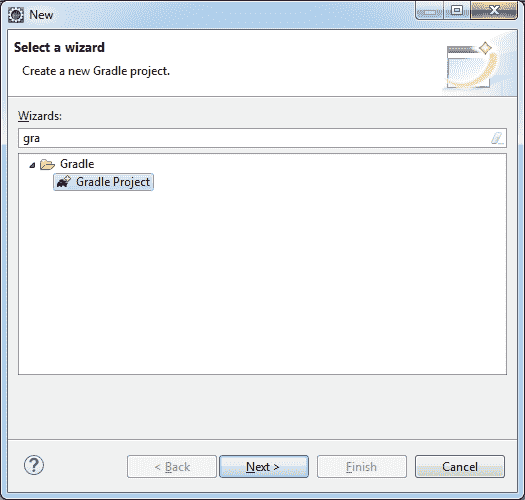 New
Select a wizard
Create a new Gradle project.
Wizards:
gra
Gradle
Gradle Project
? < Back Next > Finish Cancel